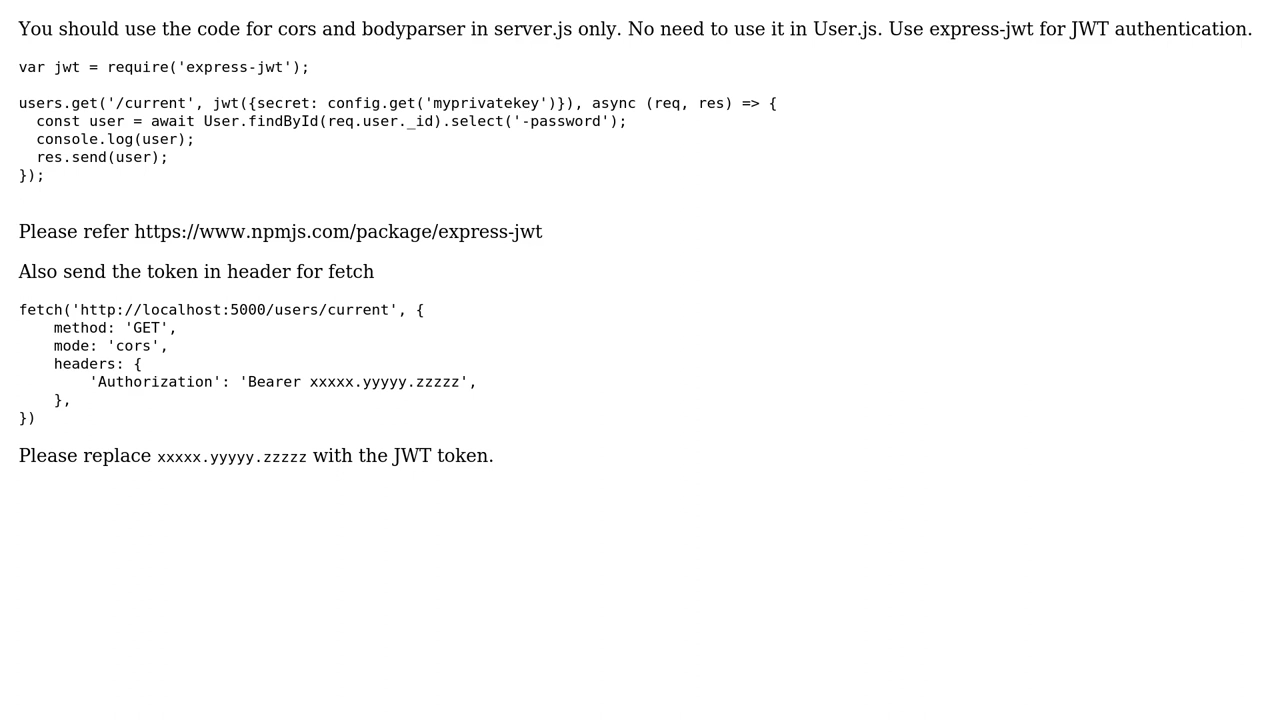 You should use the code for cors and bodyparser in server.js only. No need to use it in User.js. Use express-jwt for JWT authentication.
var jwt = require('express-jwt');
users.get('/current', jwt({secret: config.get('myprivatekey')}), async (req, res) => {
  const user = await User.findById(req.user._id).select('-password');
  console.log(user);
  res.send(user);
});
Please refer https://www.npmjs.com/package/express-jwt
Also send the token in header for fetch
fetch('http://localhost:5000/users/current', {
    method: 'GET',
    mode: 'cors',
    headers: {
        'Authorization': 'Bearer xxxxx.yyyyy.zzzzz',
    },
})
Please replace xxxxx.yyyyy.zzzzz with the JWT token.